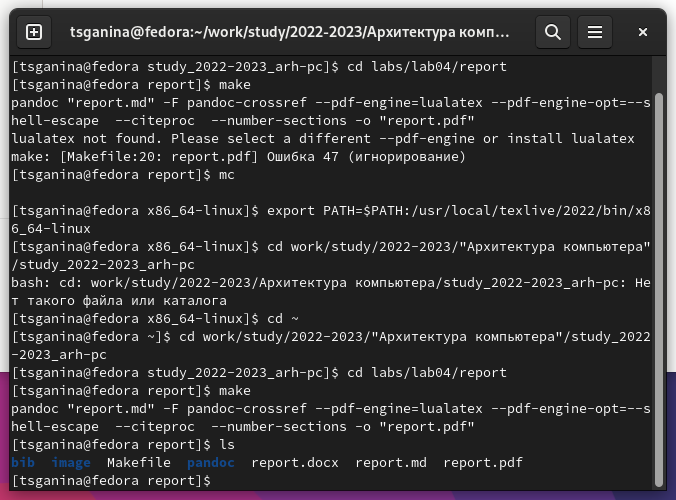 tsganina@fedora:~/work/study/2022-2023/Архитектура комп…
[tsganina@fedora study_2022-2023_arh-pc]$ cd labs/lab04/report
[tsganina@fedora report]$ make
pandoc "report.md" -F pandoc-crossref --pdf-engine=lualatex --pdf-engine-opt=--s
hell-escape  --citeproc  --number-sections -o "report.pdf"
lualatex not found. Please select a different --pdf-engine or install lualatex
make: [Makefile:20: report.pdf] Ошибка 47 (игнорирование)
[tsganina@fedora report]$ mc
[tsganina@fedora x86_64-linux]$ export PATH=$PATH:/usr/local/texlive/2022/bin/x8
6_64-linux
[tsganina@fedora x86_64-linux]$ cd work/study/2022-2023/"Архитектура компьютера"
/study_2022-2023_arh-pc
bash: cd: work/study/2022-2023/Архитектура компьютера/study_2022-2023_arh-pc: Не
т такого файла или каталога
[tsganina@fedora x86_64-linux]$ cd ~
[tsganina@fedora ~]$ cd work/study/2022-2023/"Архитектура компьютера"/study_2022
-2023_arh-pc
[tsganina@fedora study_2022-2023_arh-pc]$ cd labs/lab04/report
[tsganina@fedora report]$ make
pandoc "report.md" -F pandoc-crossref --pdf-engine=lualatex --pdf-engine-opt=--s
hell-escape  --citeproc  --number-sections -o "report.pdf"
[tsganina@fedora report]$ ls
bib  image  Makefile  pandoc  report.docx  report.md  report.pdf
[tsganina@fedora report]$